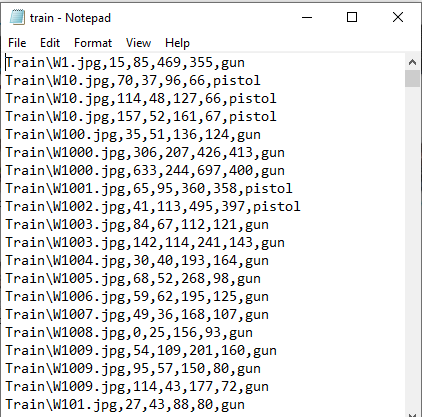 train - Notepad
File Edit Format View Help
Train\W1.jpg,15,85,469,355,gun
Train\W10.jpg,70,37,96,66,pistol
Train\W10.jpg,114,48,127,66,pistol
Train\W10.jpg,157,52,161,67,pistol
Train\W100.jpg,35,51,136,124,gun
Train\W1000.jpg,306,207,426,413,gun
Train\W1000.jpg,633,244,697,400,gun
Train\W1001.jpg,65,95,360,358,pistol
Train\W1002.jpg,41,113,495,397,pistol
Train\W1003.jpg,84,67,112,121,gun
Train\W1003.jpg,142,114,241,143,gun
Train\W1004.jpg,30,40,193,164,gun
Train\W1005.jpg,68,52,268,98,gun
Train\W1006.jpg,59,62,195,125,gun
Train\W1007.jpg,49,36,168,107,gun
Train\W1008.jpg,0,25,156,93,gun
Train\W1009.jpg,54,109,201,160,gun
Train\W1009.jpg,95,57,150,80,gun
Train\W1009.jpg,114,43,177,72,gun
Train\W101.jpg,27,43,88,80,gun